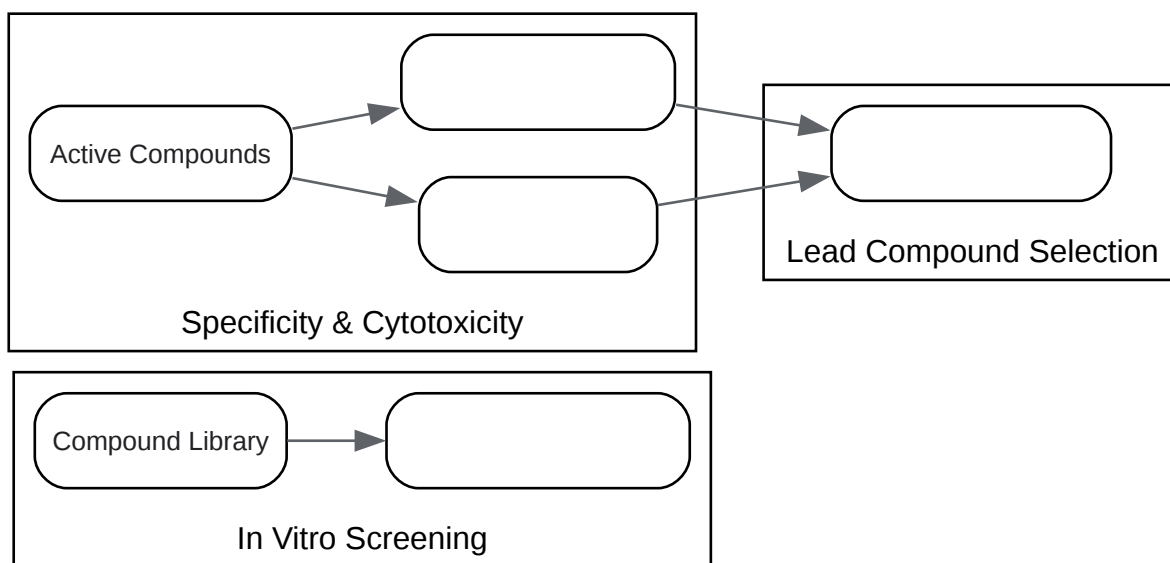 Active Compounds
Lead Compound Selection
Specificity & Cytotoxicity
Compound Library
In Vitro Screening